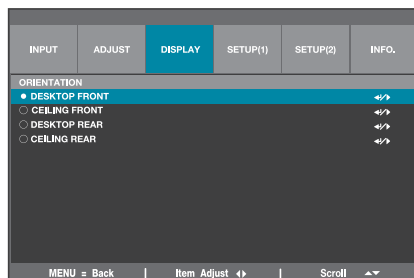 INPUT ADJUST DISPLAY SETUP(1) SETUP(2) INFO.
ORIENTATION
DESKTOP FRONT
CEILING FRONT
DESKTOP REAR
CEILING REAR
MENU = Back | Item Adjust | Scroll